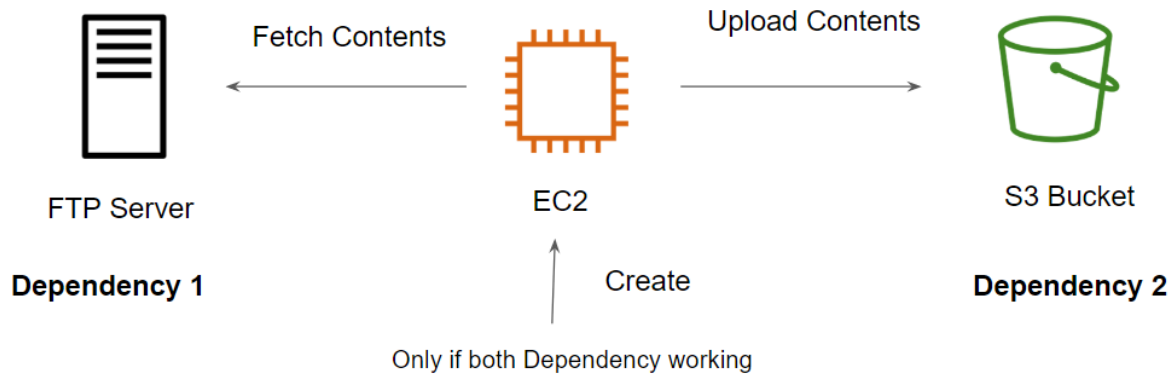 Fetch Contents
Upload Contents
FTP Server
EC2
S3 Bucket
Dependency 1
Create
Dependency 2
Only if both Dependency working